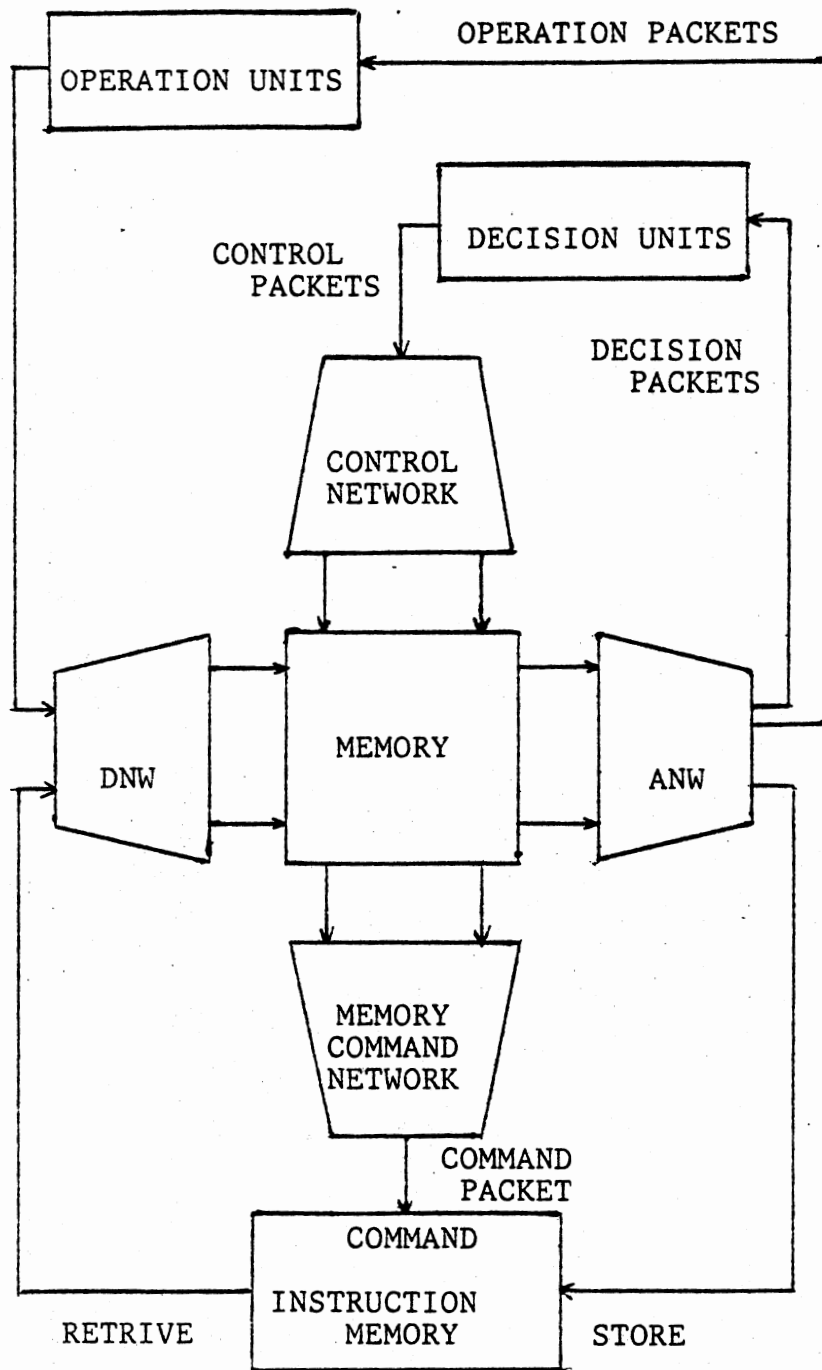 OPERATION PACKETS
OPERATION UNITS
DECISION UNITS
CONTROL
PACKETS
DECISION
PACKETS
CONTROL
NETWORK
DNW
MEMORY
ANW
MEMORY
COMMAND
NETWORK
COMMAND
PACKET
COMMAND
INSTRUCTION
MEMORY
RETRIVE
STORE